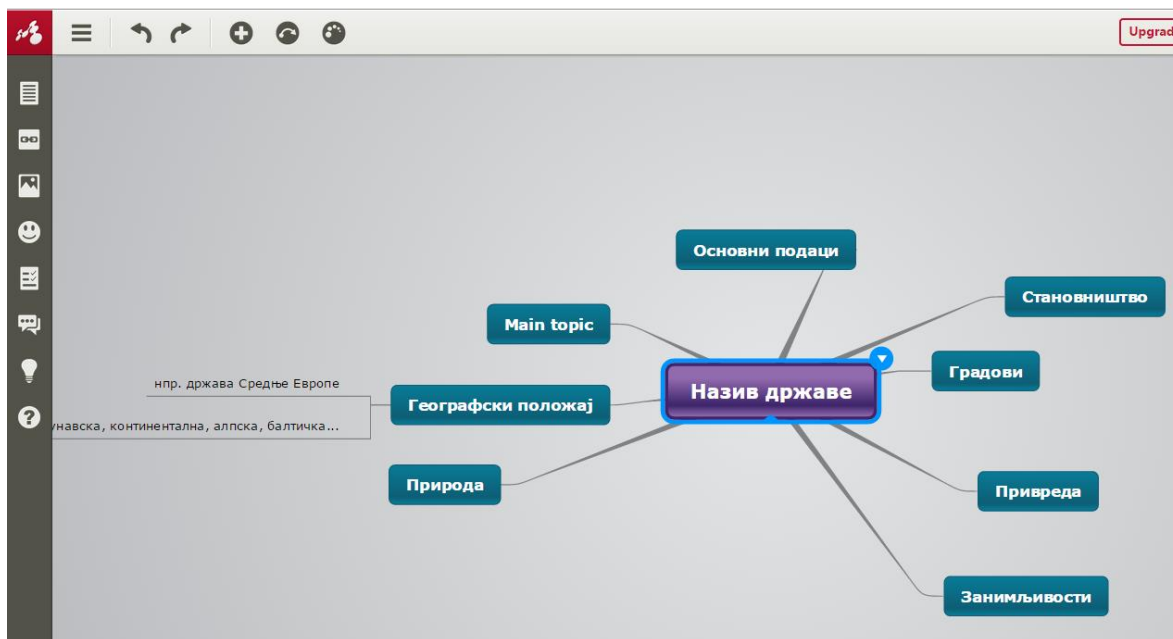 Upgrad
Основни подаци
Становништво
Main topic
Градови
нпр. држава Средње Европе
Назив државе
Географски положај
континентална, алпска, балтичка...
Природа
Привреда
Занимљивости